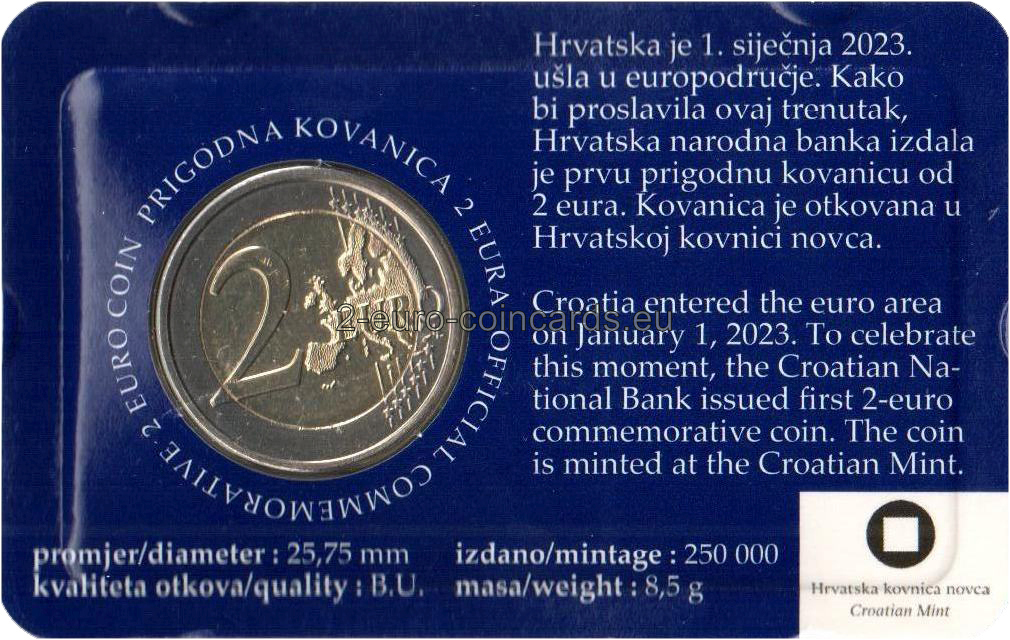 PRIGODNA KOVANICA 2 EURA - OFFICIAL COMMEMORATIVE 2 EURO COIN
2 EURO
2-euro-coincards.eu
Hrvatska je 1. siječnja 2023.
ušla u europodručje. Kako
bi proslavila ovaj trenutak,
Hrvatska narodna banka izdala
je prvu prigodnu kovanicu od
2 eura. Kovanica je otkovana u
Hrvatskoj kovnici novca.
Croatia entered the euro area
on January 1, 2023. To celebrate
this moment, the Croatian Na-
tional Bank issued first 2-euro
commemorative coin. The coin
is minted at the Croatian Mint.
promjer/diameter : 25,75 mm
kvaliteta otkova/quality : B.U.
izdano/mintage : 250 000
masa/weight : 8,5 g
Hrvatska kovnica novca
Croatian Mint